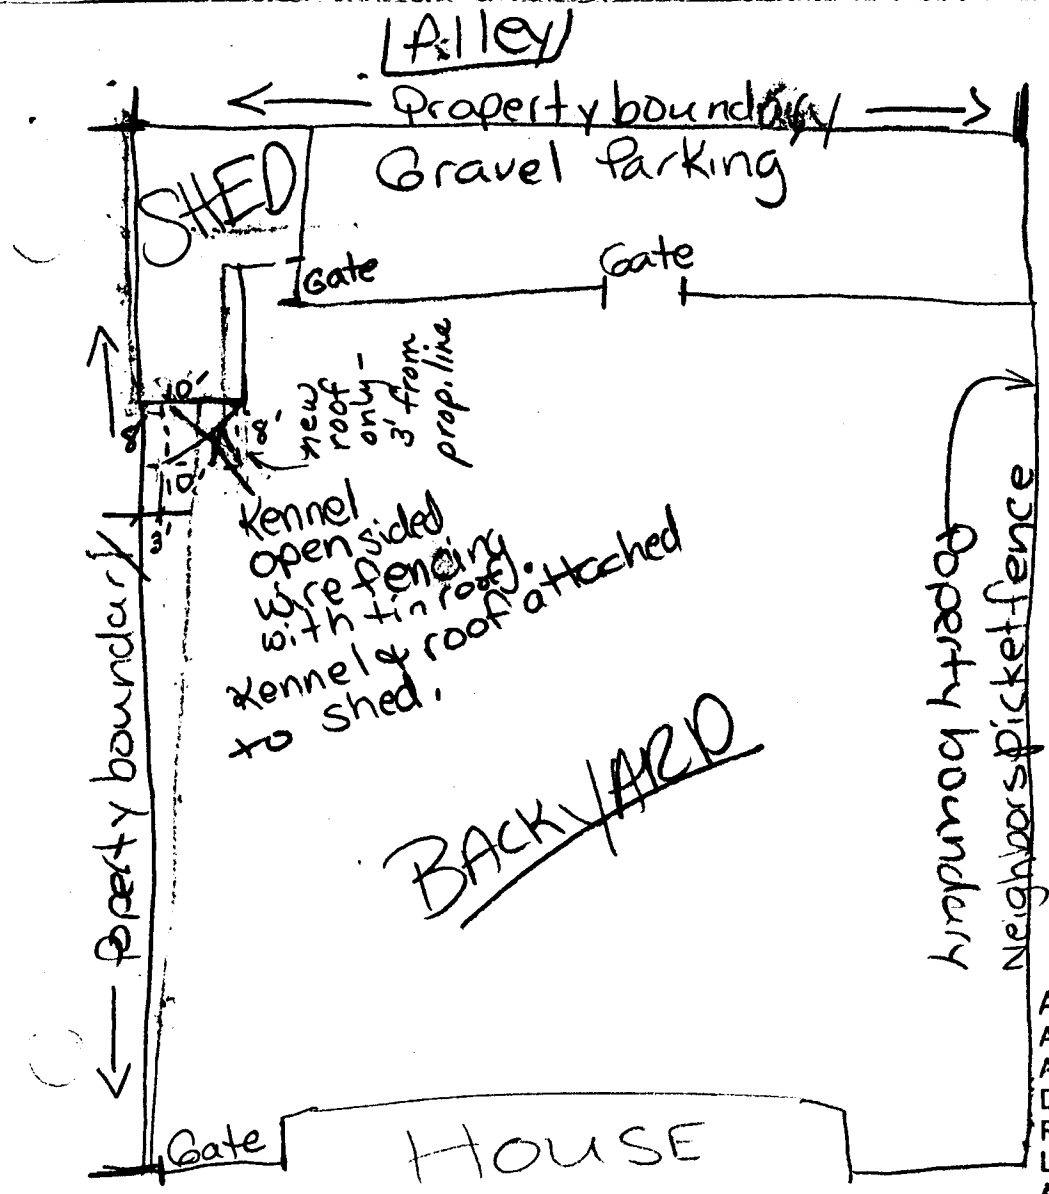 Alley
Property boundary
Gravel Parking
SHED
Gate
Gate
10'
8'
8'
10'
3'
new
roof
only -
3' from
prop. line
Kennel
open sided
wire fencing
with tin roof.
Kennel & roof attached
to shed.
Property boundary
Property boundary
Neighbors picket fence
BACKYARD
Gate
HOUSE
A
A
A